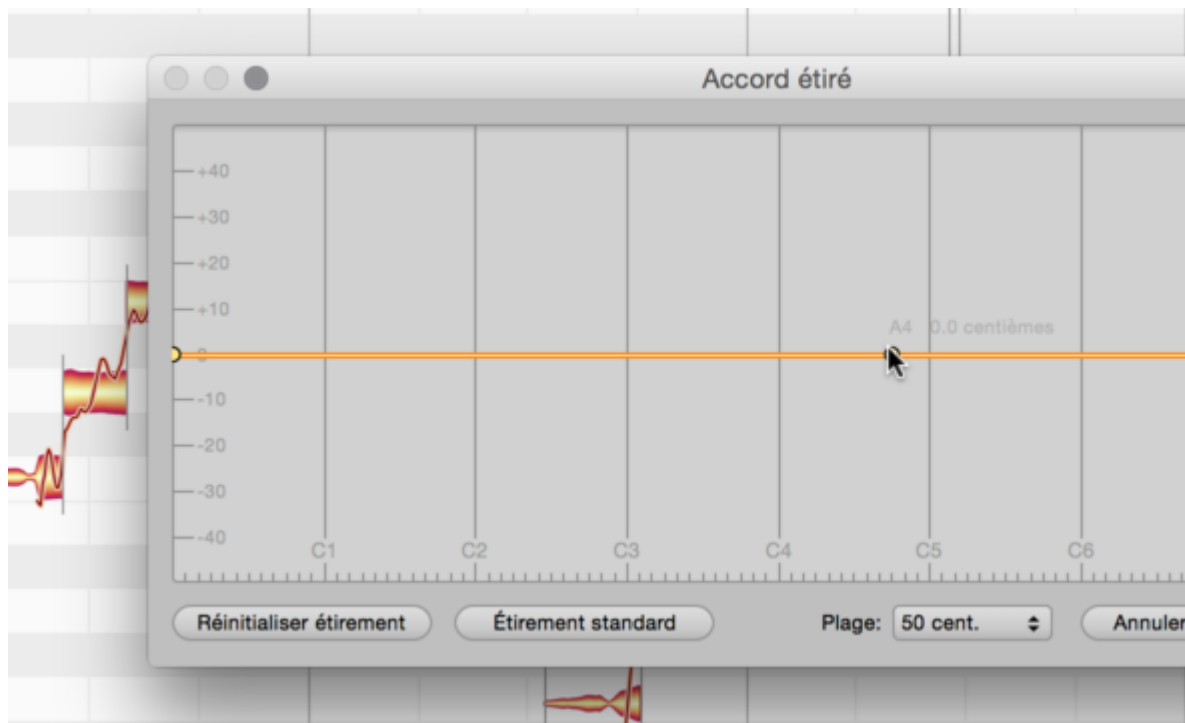 Accord étiré
+40
+30
+20
+10
A4 0.0 centièmes
0
-10
-20
-30
-40
C1 C2 C3 C4 C5 C6
Réinitialiser étirement Étirement standard Plage: 50 cent. Annuler